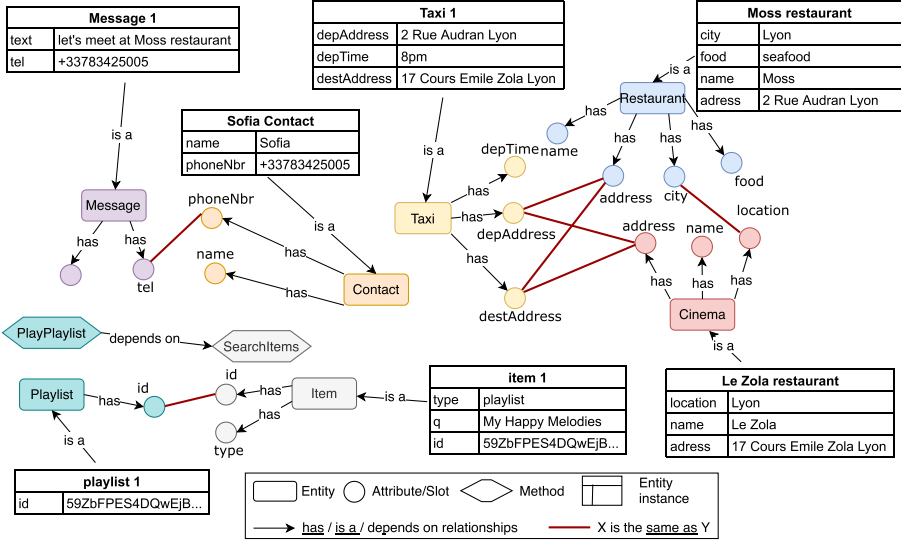 Message 1
text let's meet at Moss restaurant
tel +33783425005
Taxi 1
depAddress 2 Rue Audran Lyon
depTime 8pm
destAddress 17 Cours Emile Zola Lyon
Moss restaurant
city Lyon
food seafood
name Moss
adress 2 Rue Audran Lyon
is a
Restaurant
has
has
has
has
name
address
city
food
Sofia Contact
name Sofia
phoneNbr +33783425005
is a
is a
is a
Message
has
has
tel
phoneNbr
name
has
has
Contact
Taxi
has
has
has
depTime
depAddress
destAddress
address
name
location
has
has
has
Cinema
is a
PlayPlaylist
depends on
SearchItems
Playlist
has
id
id
has
has
type
Item
is a
is a
item 1
type playlist
q My Happy Melodies
id 59ZbFPES4DQwEjB...
Le Zola restaurant
location Lyon
name Le Zola
adress 17 Cours Emile Zola Lyon
playlist 1
id 59ZbFPES4DQwEjB...
Entity
Attribute/Slot
Method
Entity
instance
has / is a / depends on relationships
X is the same as Y